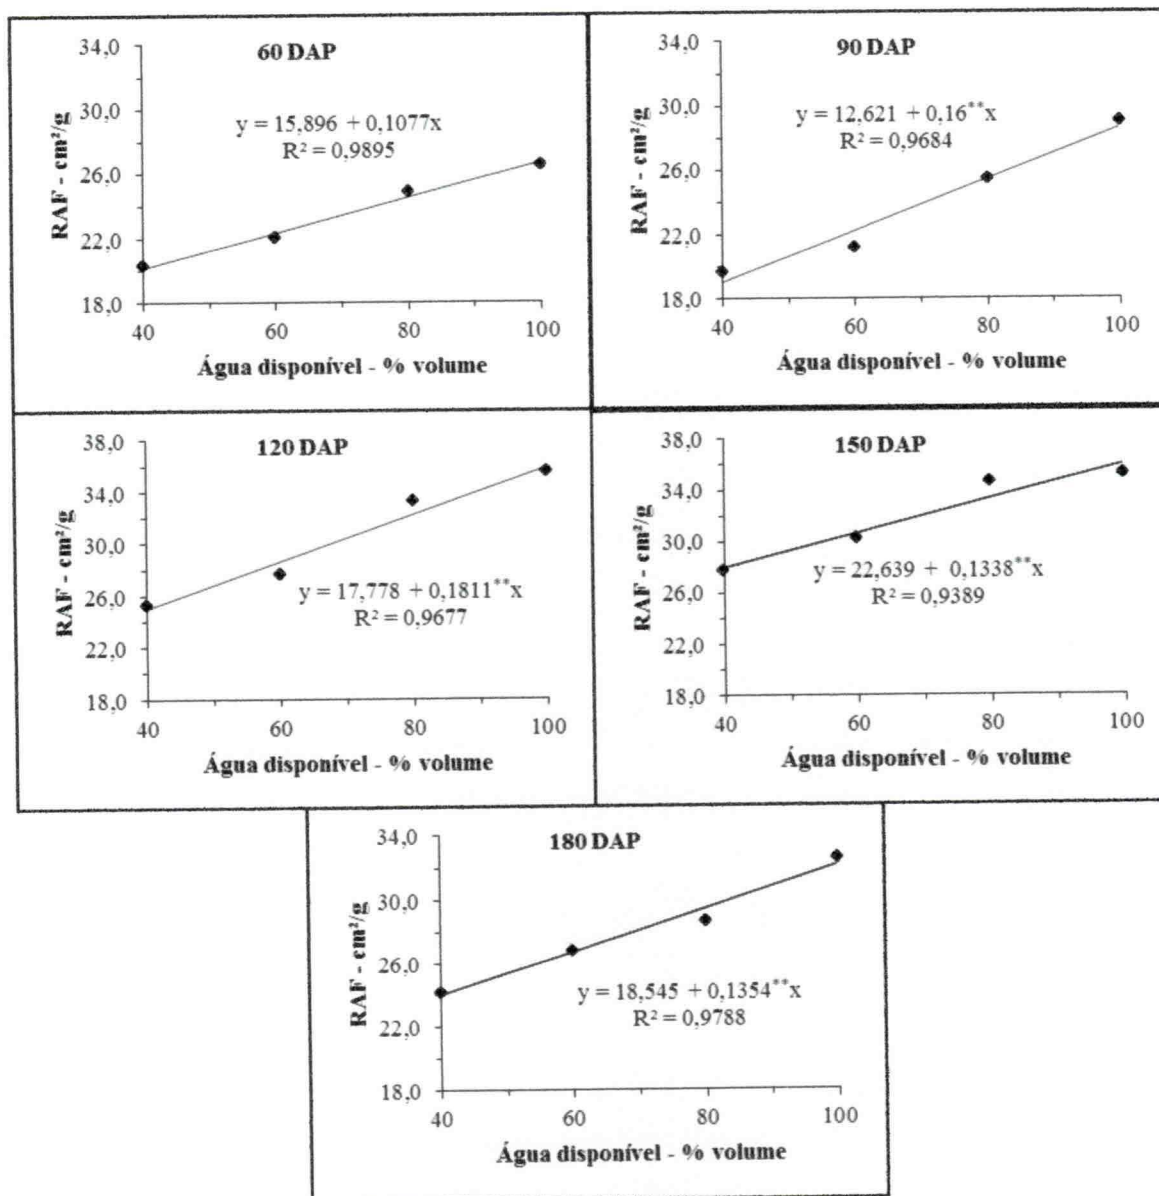 60 DAP
y = 15,896 + 0,1077x
R² = 0,9895
RAF - cm²/g
34,0
30,0
26,0
22,0
18,0
40 60 80 100
Água disponível - % volume
90 DAP
y = 12,621 + 0,16**x
R² = 0,9684
RAF - cm²/g
34,0
30,0
26,0
22,0
18,0
40 60 80 100
Água disponível - % volume
120 DAP
y = 17,778 + 0,1811**x
R² = 0,9677
RAF - cm²/g
38,0
34,0
30,0
26,0
22,0
18,0
40 60 80 100
Água disponível - % volume
150 DAP
y = 22,639 + 0,1338**x
R² = 0,9389
RAF - cm²/g
38,0
34,0
30,0
26,0
22,0
18,0
40 60 80 100
Água disponível - % volume
180 DAP
y = 18,545 + 0,1354**x
R² = 0,9788
RAF - cm²/g
34,0
30,0
26,0
22,0
18,0
40 60 80 100
Água disponível - % volume